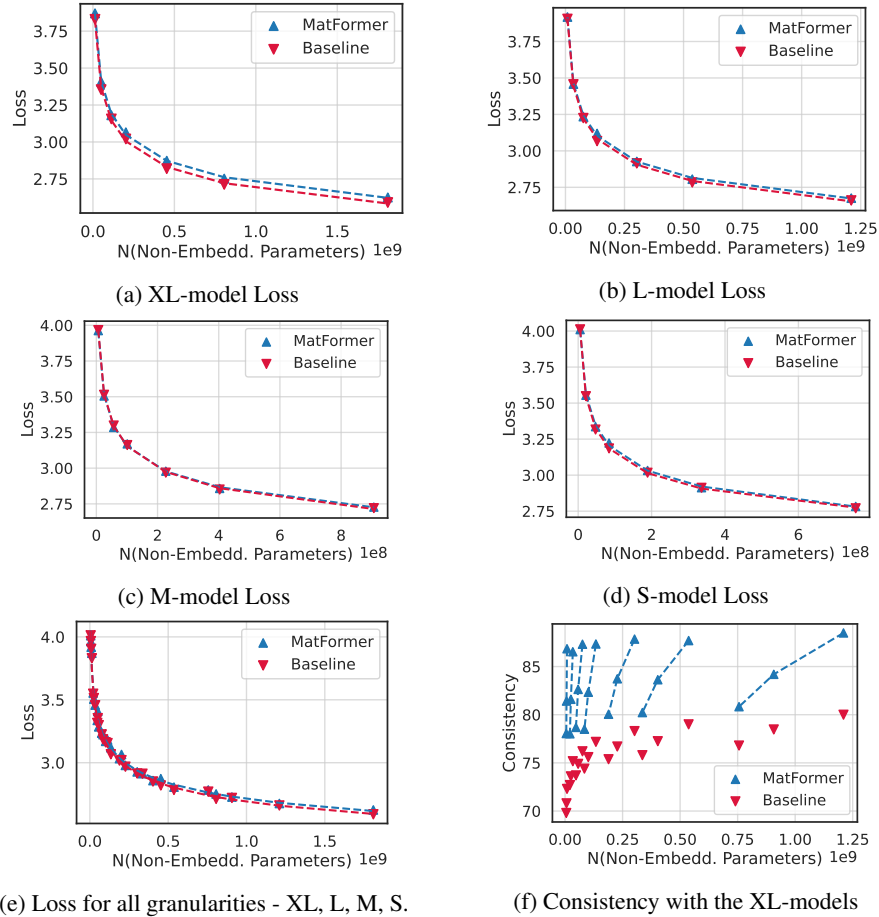 3.75
3.50
3.25
3.00
2.75
Loss
MatFormer
Baseline
0.0 0.5 1.0 1.5
N(Non-Embedd. Parameters) 1e9
(a) XL-model Loss
3.75
3.50
3.25
3.00
2.75
Loss
MatFormer
Baseline
0.00 0.25 0.50 0.75 1.00 1.25
N(Non-Embedd. Parameters) 1e9
(b) L-model Loss
4.00
3.75
3.50
3.25
3.00
2.75
Loss
MatFormer
Baseline
0 2 4 6 8
N(Non-Embedd. Parameters) 1e8
(c) M-model Loss
4.00
3.75
3.50
3.25
3.00
2.75
Loss
MatFormer
Baseline
0 2 4 6
N(Non-Embedd. Parameters) 1e8
(d) S-model Loss
4.0
3.5
3.0
Loss
MatFormer
Baseline
0.0 0.5 1.0 1.5
N(Non-Embedd. Parameters) 1e9
(e) Loss for all granularities - XL, L, M, S.
85
80
75
70
Consistency
MatFormer
Baseline
0.00 0.25 0.50 0.75 1.00 1.25
N(Non-Embedd. Parameters) 1e9
(f) Consistency with the XL-models